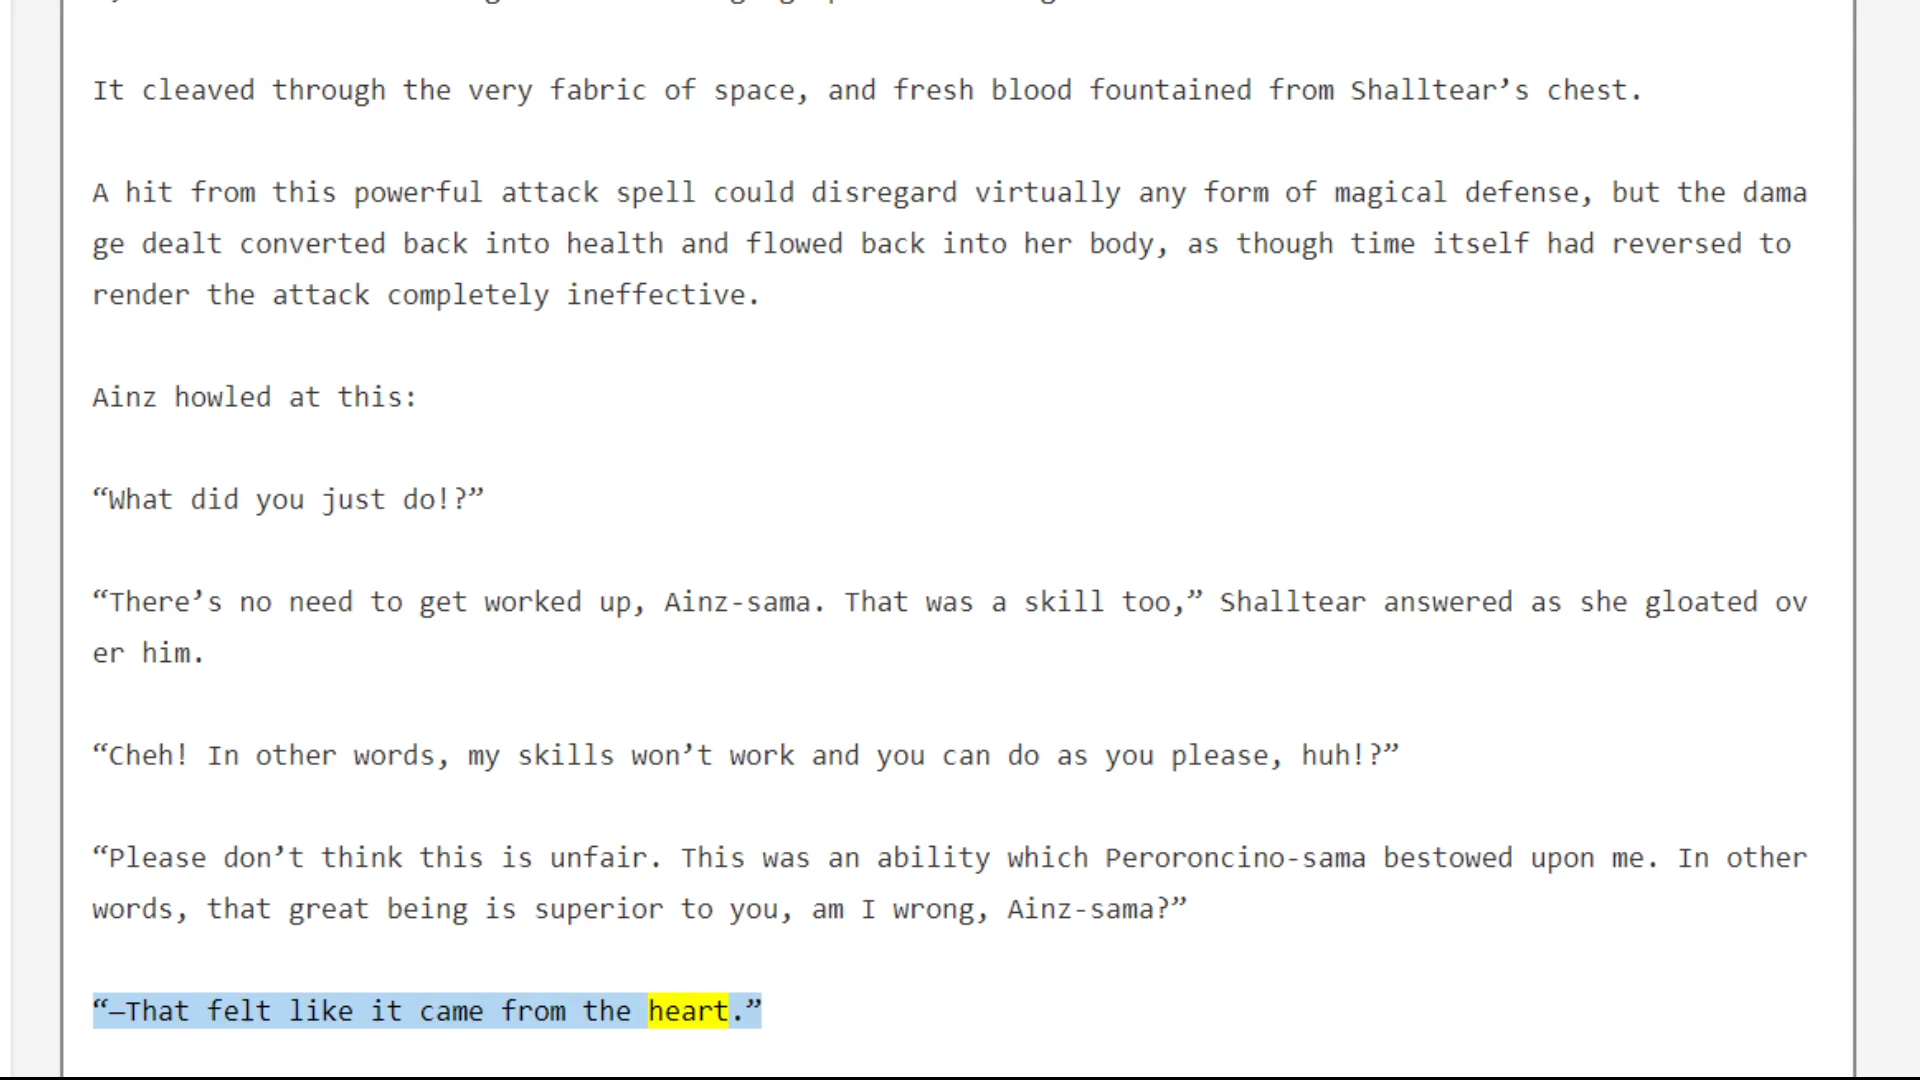 It cleaved through the very fabric of space, and fresh blood fountained from Shalltear’s chest.
A hit from this powerful attack spell could disregard virtually any form of magical defense, but the dama
ge dealt converted back into health and flowed back into her body, as though time itself had reversed to
render the attack completely ineffective.
Ainz howled at this:
“What did you just do!?”
“There’s no need to get worked up, Ainz-sama. That was a skill too,” Shalltear answered as she gloated ov
er him.
“Cheh! In other words, my skills won’t work and you can do as you please, huh!?”
“Please don’t think this is unfair. This was an ability which Peroroncino-sama bestowed upon me. In other
words, that great being is superior to you, am I wrong, Ainz-sama?”
“—That felt like it came from the heart.”